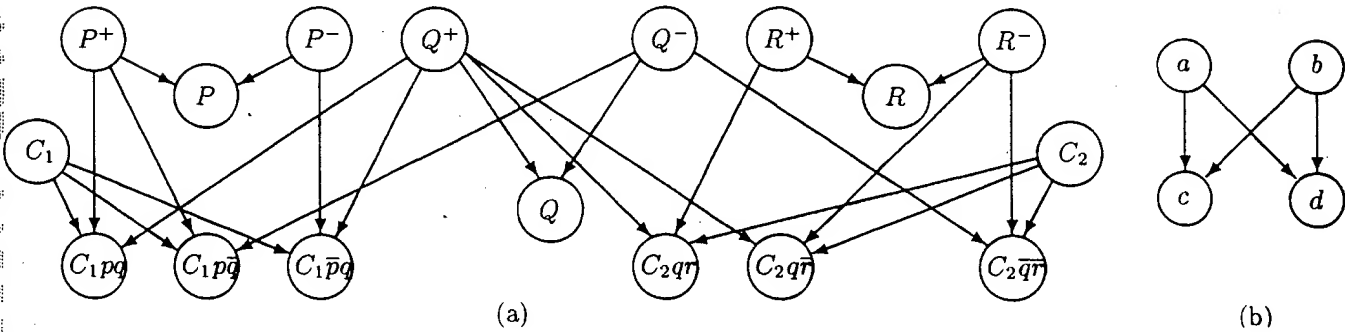 P⁺ P⁻ Q⁺ Q⁻ R⁺ R⁻
a b
P R
C₁ C₂
Q
c d
C₁pq C₁pq̄ C₁p̄q C₂qr C₂qr̄ C₂q̄r̄
(a) (b)